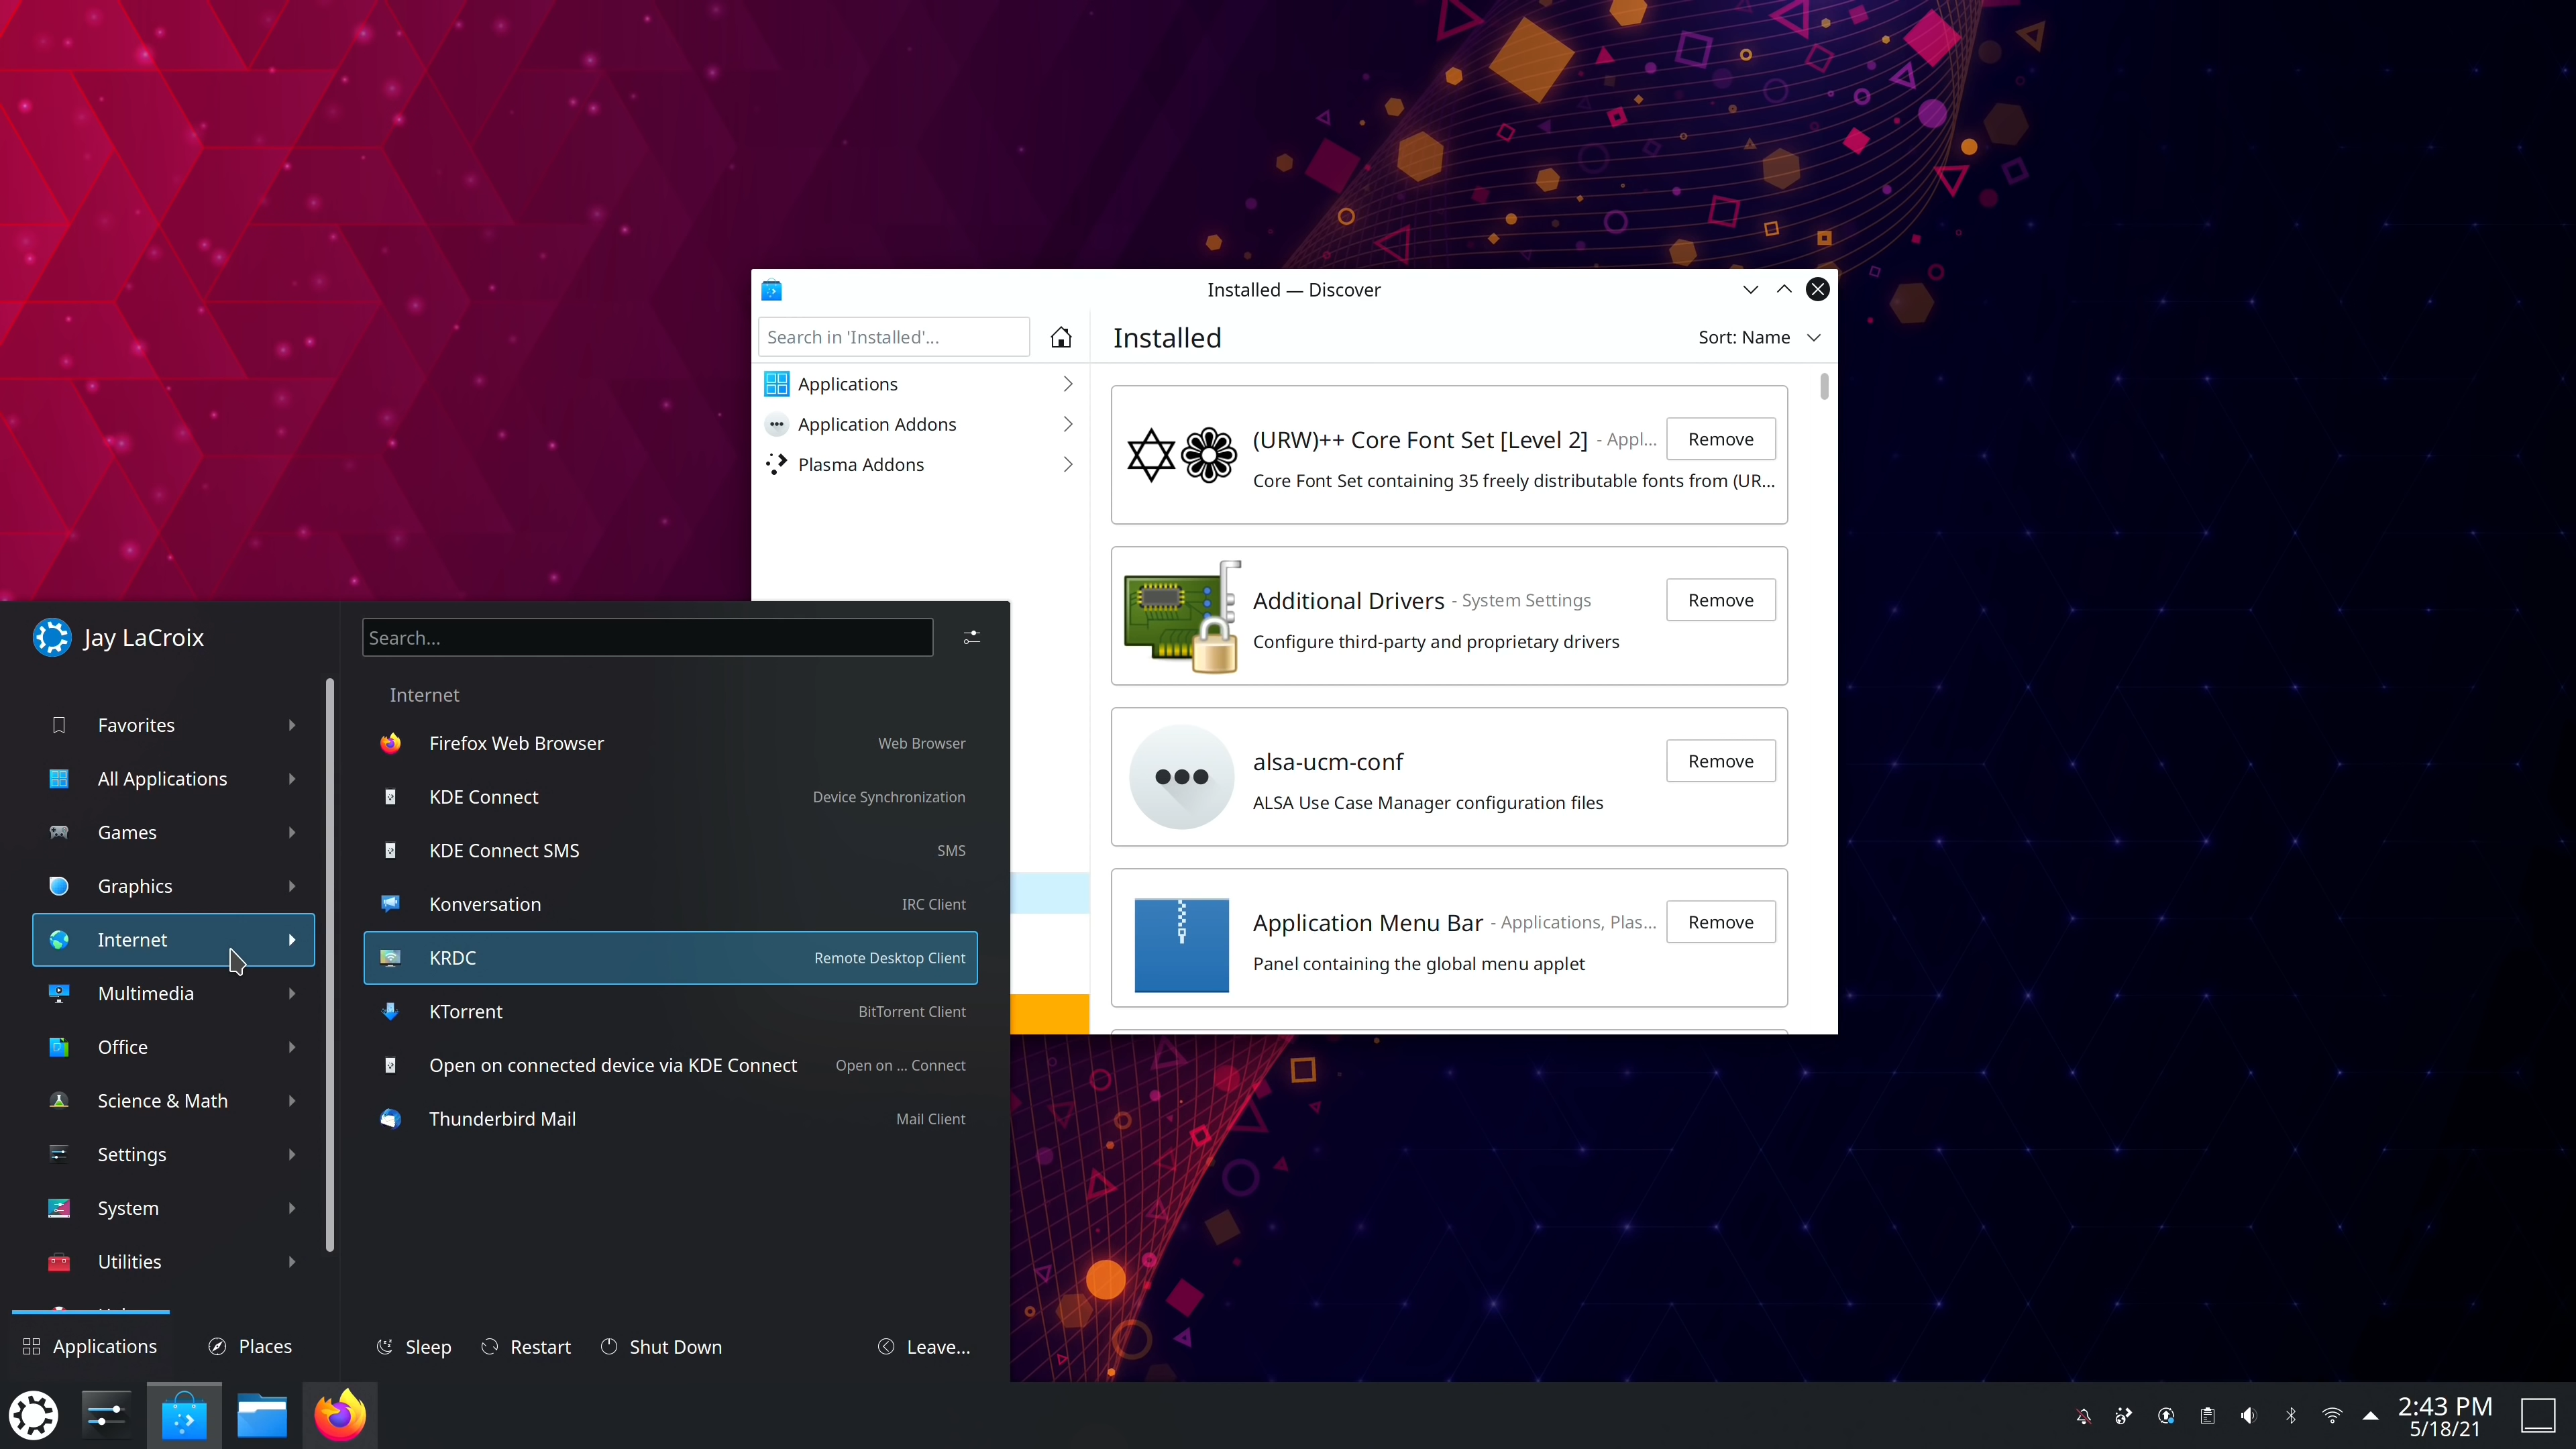 Installed — Discover
Search in 'Installed'...
Installed
Sort: Name
Applications
Application Addons
Plasma Addons
(URW)++ Core Font Set [Level 2] - Appl... Remove
Core Font Set containing 35 freely distributable fonts from (UR...
Additional Drivers - System Settings Remove
Configure third-party and proprietary drivers
alsa-ucm-conf Remove
ALSA Use Case Manager configuration files
Application Menu Bar - Applications, Plas... Remove
Panel containing the global menu applet
Jay LaCroix
Search...
Favorites
All Applications
Games
Graphics
Internet
Multimedia
Office
Science & Math
Settings
System
Utilities
Internet
Firefox Web Browser Web Browser
KDE Connect Device Synchronization
KDE Connect SMS SMS
Konversation IRC Client
KRDC Remote Desktop Client
KTorrent BitTorrent Client
Open on connected device via KDE Connect Open on ... Connect
Thunderbird Mail Mail Client
Applications
Places
Sleep
Restart
Shut Down
Leave...
2:43 PM
5/18/21